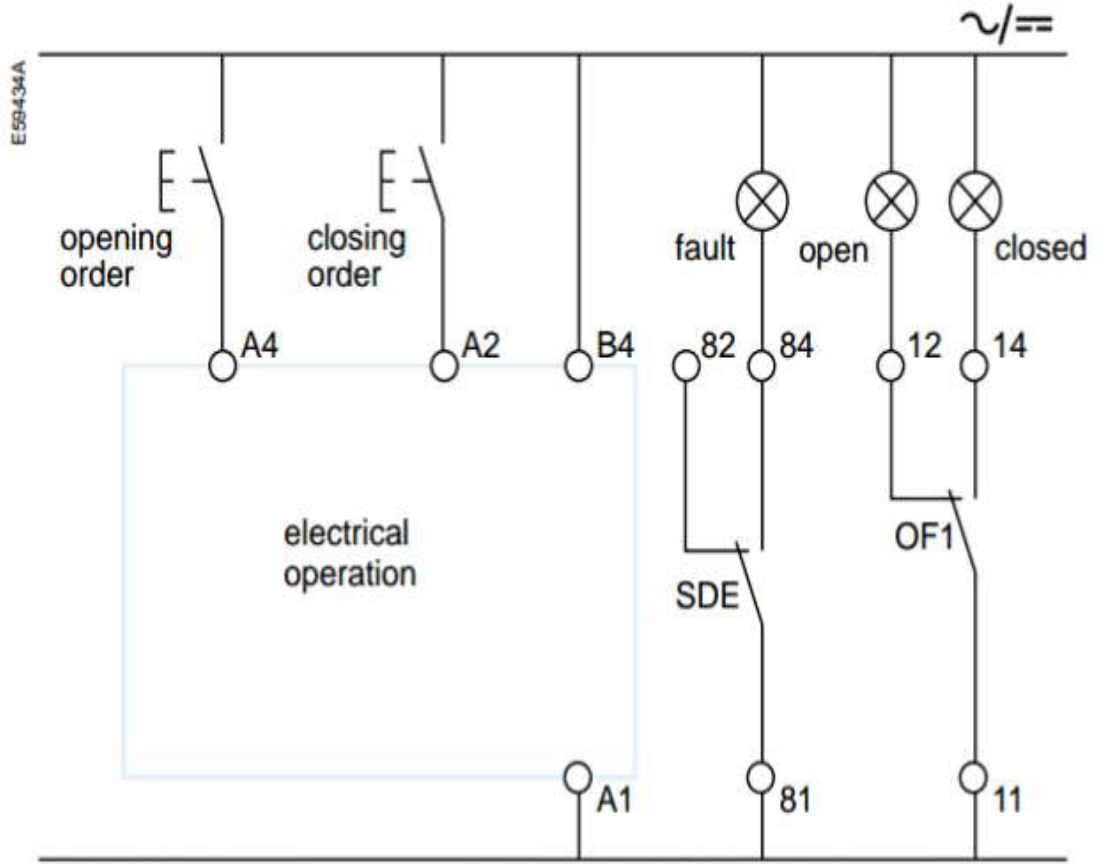 E59434A
opening
order
closing
order
fault
open
closed
A4
A2
B4
82
84
12
14
electrical
operation
OF1
SDE
A1
81
11